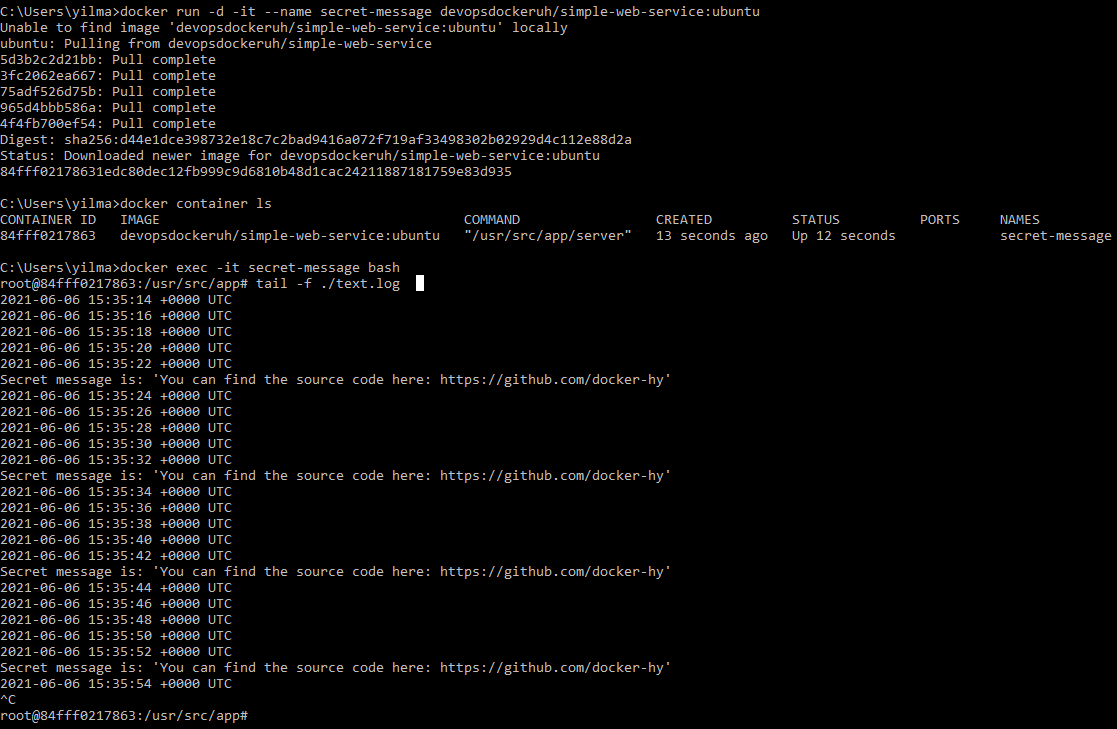 C:\Users\yilma>docker run -d -it --name secret-message devopsdockeruh/simple-web-service:ubuntu
Unable to find image 'devopsdockeruh/simple-web-service:ubuntu' locally
ubuntu: Pulling from devopsdockeruh/simple-web-service
5d3b2c2d21bb: Pull complete
3fc2062ea667: Pull complete
75adf526d75b: Pull complete
965d4bbb586a: Pull complete
4f4fb700ef54: Pull complete
Digest: sha256:d44e1dce398732e18c7c2bad9416a072f719af33498302b02929d4c112e88d2a
Status: Downloaded newer image for devopsdockeruh/simple-web-service:ubuntu
84fff02178631edc80dec12fb999c9d6810b48d1cac24211887181759e83d935
C:\Users\yilma>docker container ls
CONTAINER ID   IMAGE                                      COMMAND                 CREATED          STATUS          PORTS     NAMES
84fff0217863   devopsdockeruh/simple-web-service:ubuntu   "/usr/src/app/server"   13 seconds ago   Up 12 seconds             secret-message
C:\Users\yilma>docker exec -it secret-message bash
root@84fff0217863:/usr/src/app# tail -f ./text.log
2021-06-06 15:35:14 +0000 UTC
2021-06-06 15:35:16 +0000 UTC
2021-06-06 15:35:18 +0000 UTC
2021-06-06 15:35:20 +0000 UTC
2021-06-06 15:35:22 +0000 UTC
Secret message is: 'You can find the source code here: https://github.com/docker-hy'
2021-06-06 15:35:24 +0000 UTC
2021-06-06 15:35:26 +0000 UTC
2021-06-06 15:35:28 +0000 UTC
2021-06-06 15:35:30 +0000 UTC
2021-06-06 15:35:32 +0000 UTC
Secret message is: 'You can find the source code here: https://github.com/docker-hy'
2021-06-06 15:35:34 +0000 UTC
2021-06-06 15:35:36 +0000 UTC
2021-06-06 15:35:38 +0000 UTC
2021-06-06 15:35:40 +0000 UTC
2021-06-06 15:35:42 +0000 UTC
Secret message is: 'You can find the source code here: https://github.com/docker-hy'
2021-06-06 15:35:44 +0000 UTC
2021-06-06 15:35:46 +0000 UTC
2021-06-06 15:35:48 +0000 UTC
2021-06-06 15:35:50 +0000 UTC
2021-06-06 15:35:52 +0000 UTC
Secret message is: 'You can find the source code here: https://github.com/docker-hy'
2021-06-06 15:35:54 +0000 UTC
^C
root@84fff0217863:/usr/src/app#